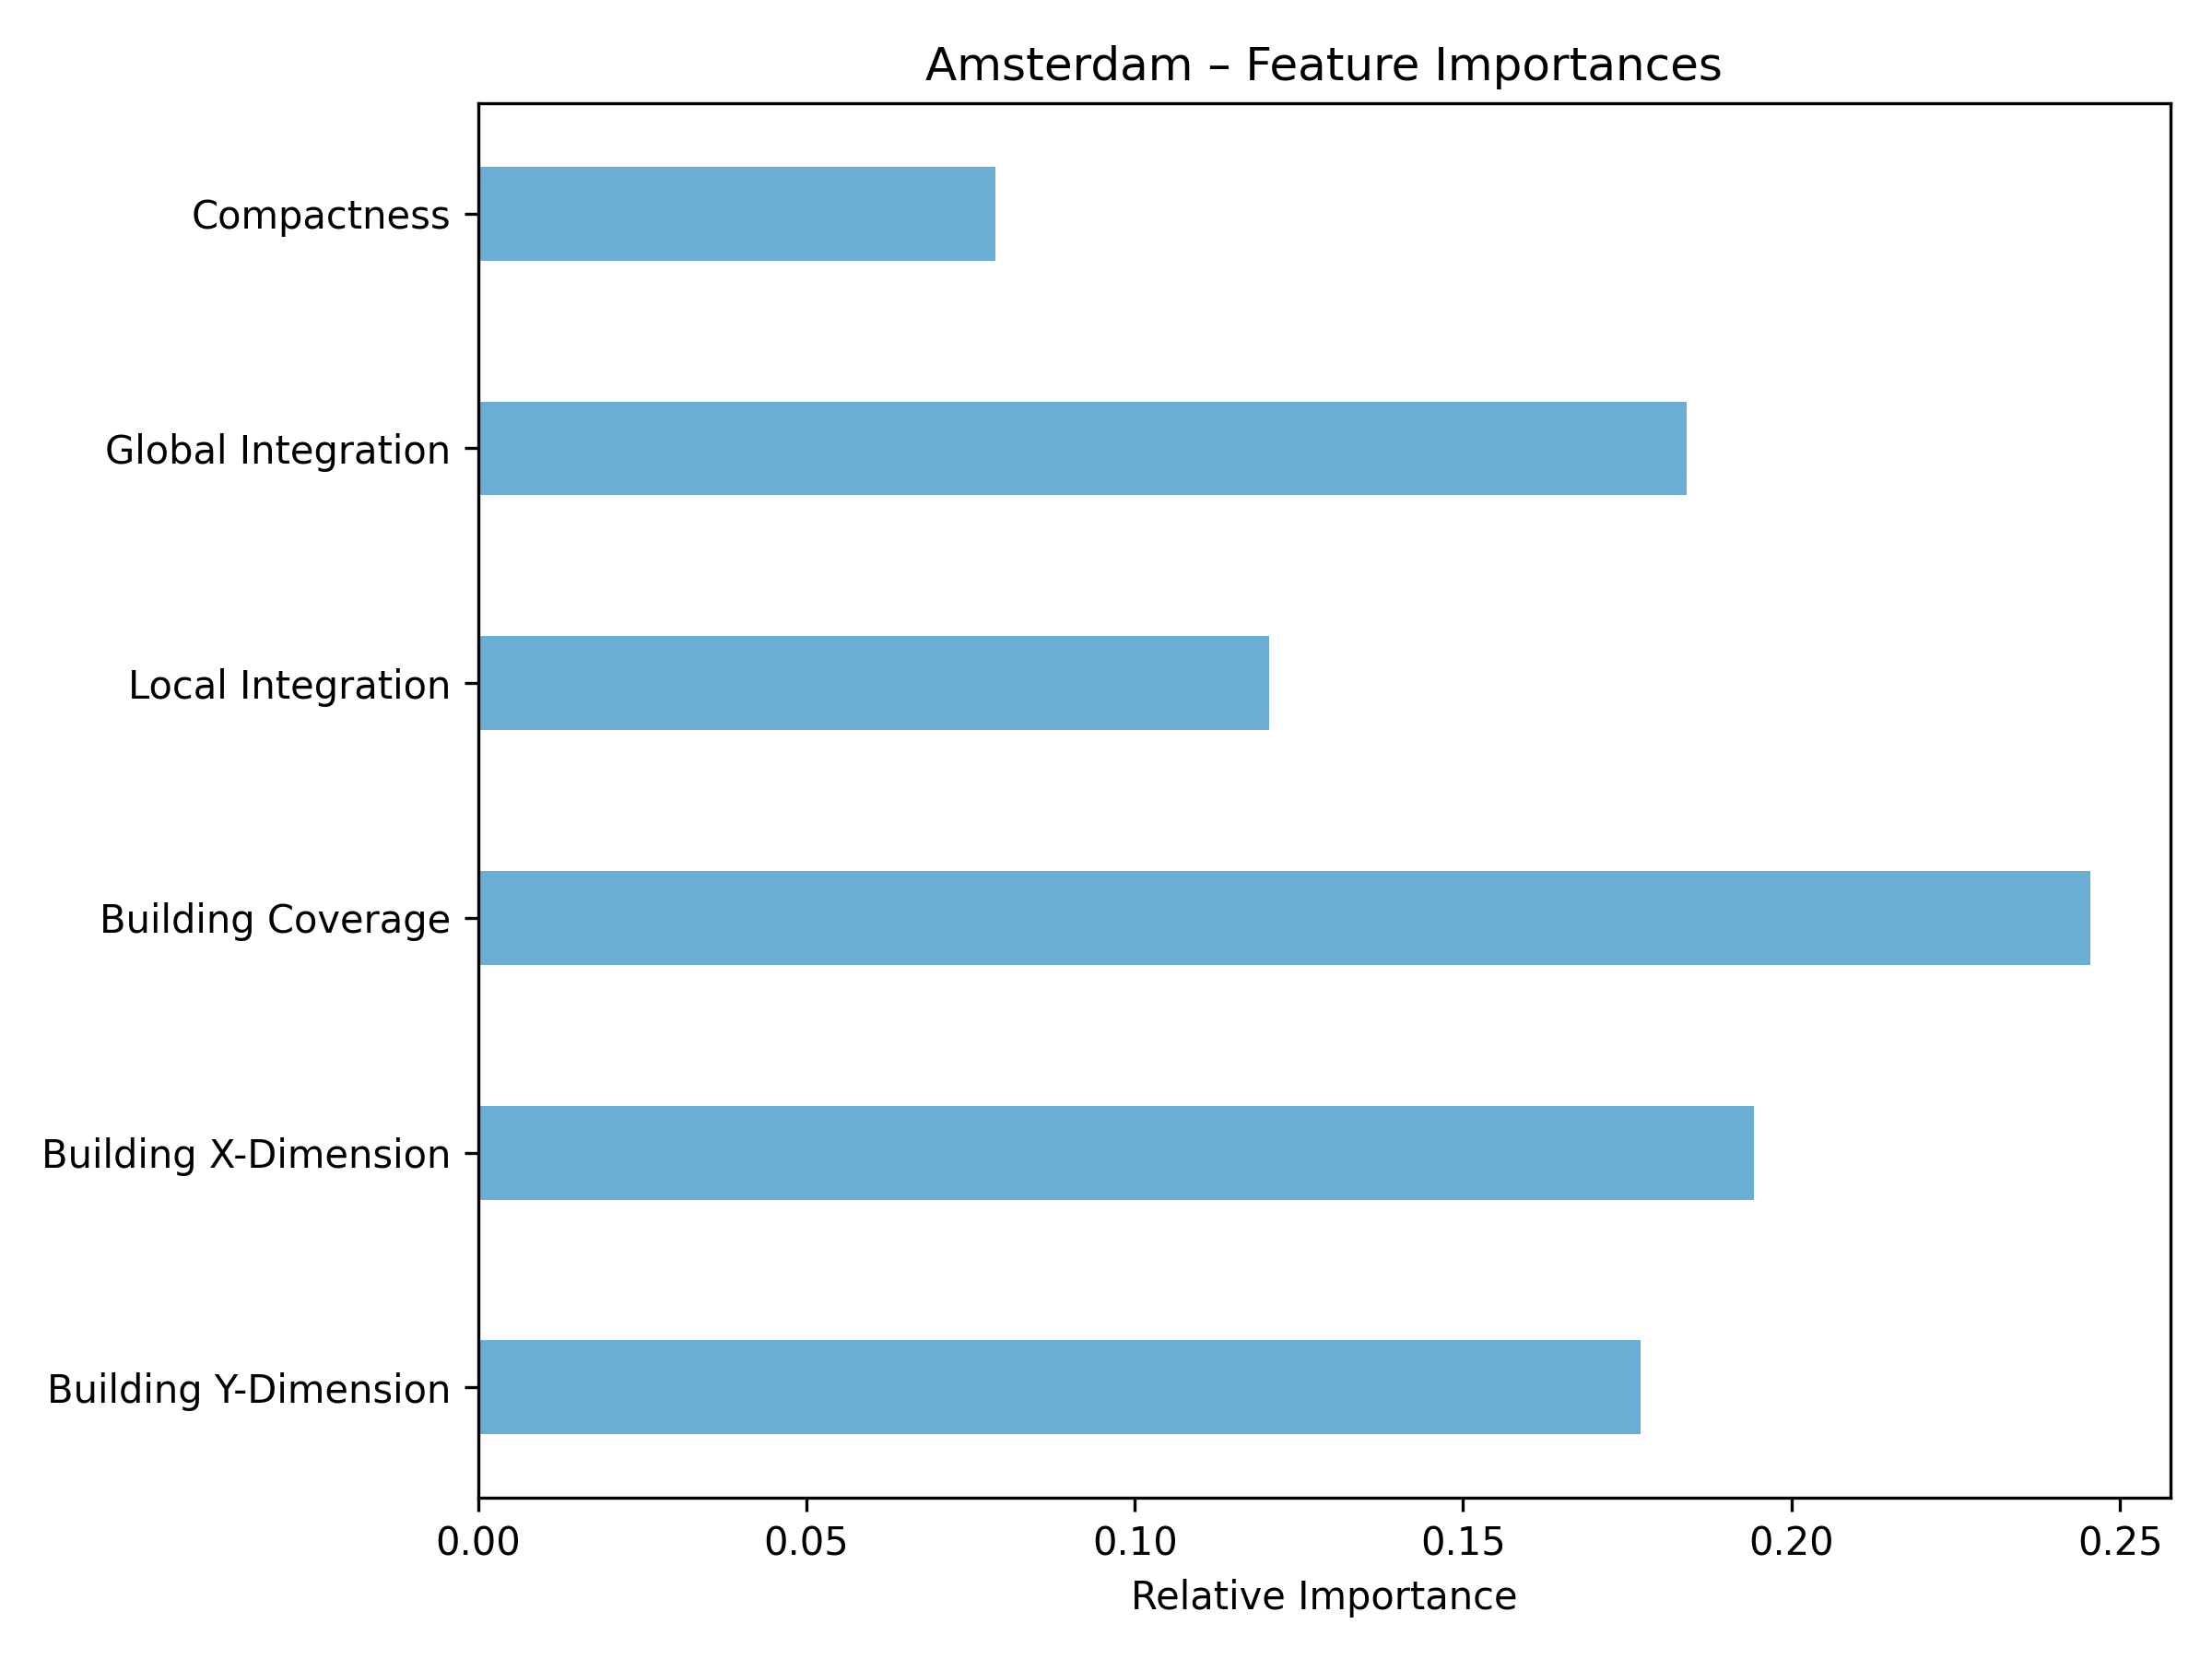 Amsterdam – Feature Importances
Compactness
Global Integration
Local Integration
Building Coverage
Building X-Dimension
Building Y-Dimension
0.00 0.05 0.10 0.15 0.20 0.25
Relative Importance